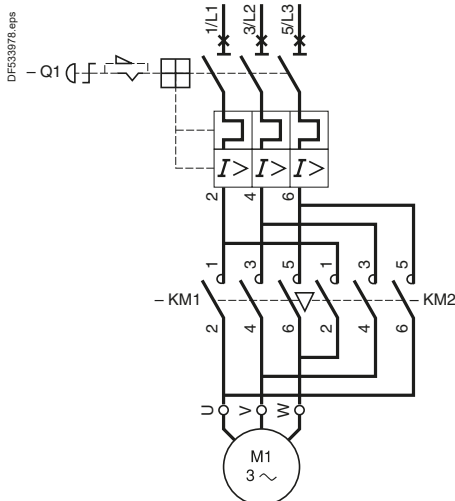 DF533978.eps
1/L1 3/L2 5/L3
– Q1
I> I> I>
2 4 6
1 3 5 1 3 5
– KM1 – KM2
2 4 6 2 4 6
U V W
M1
3 ~